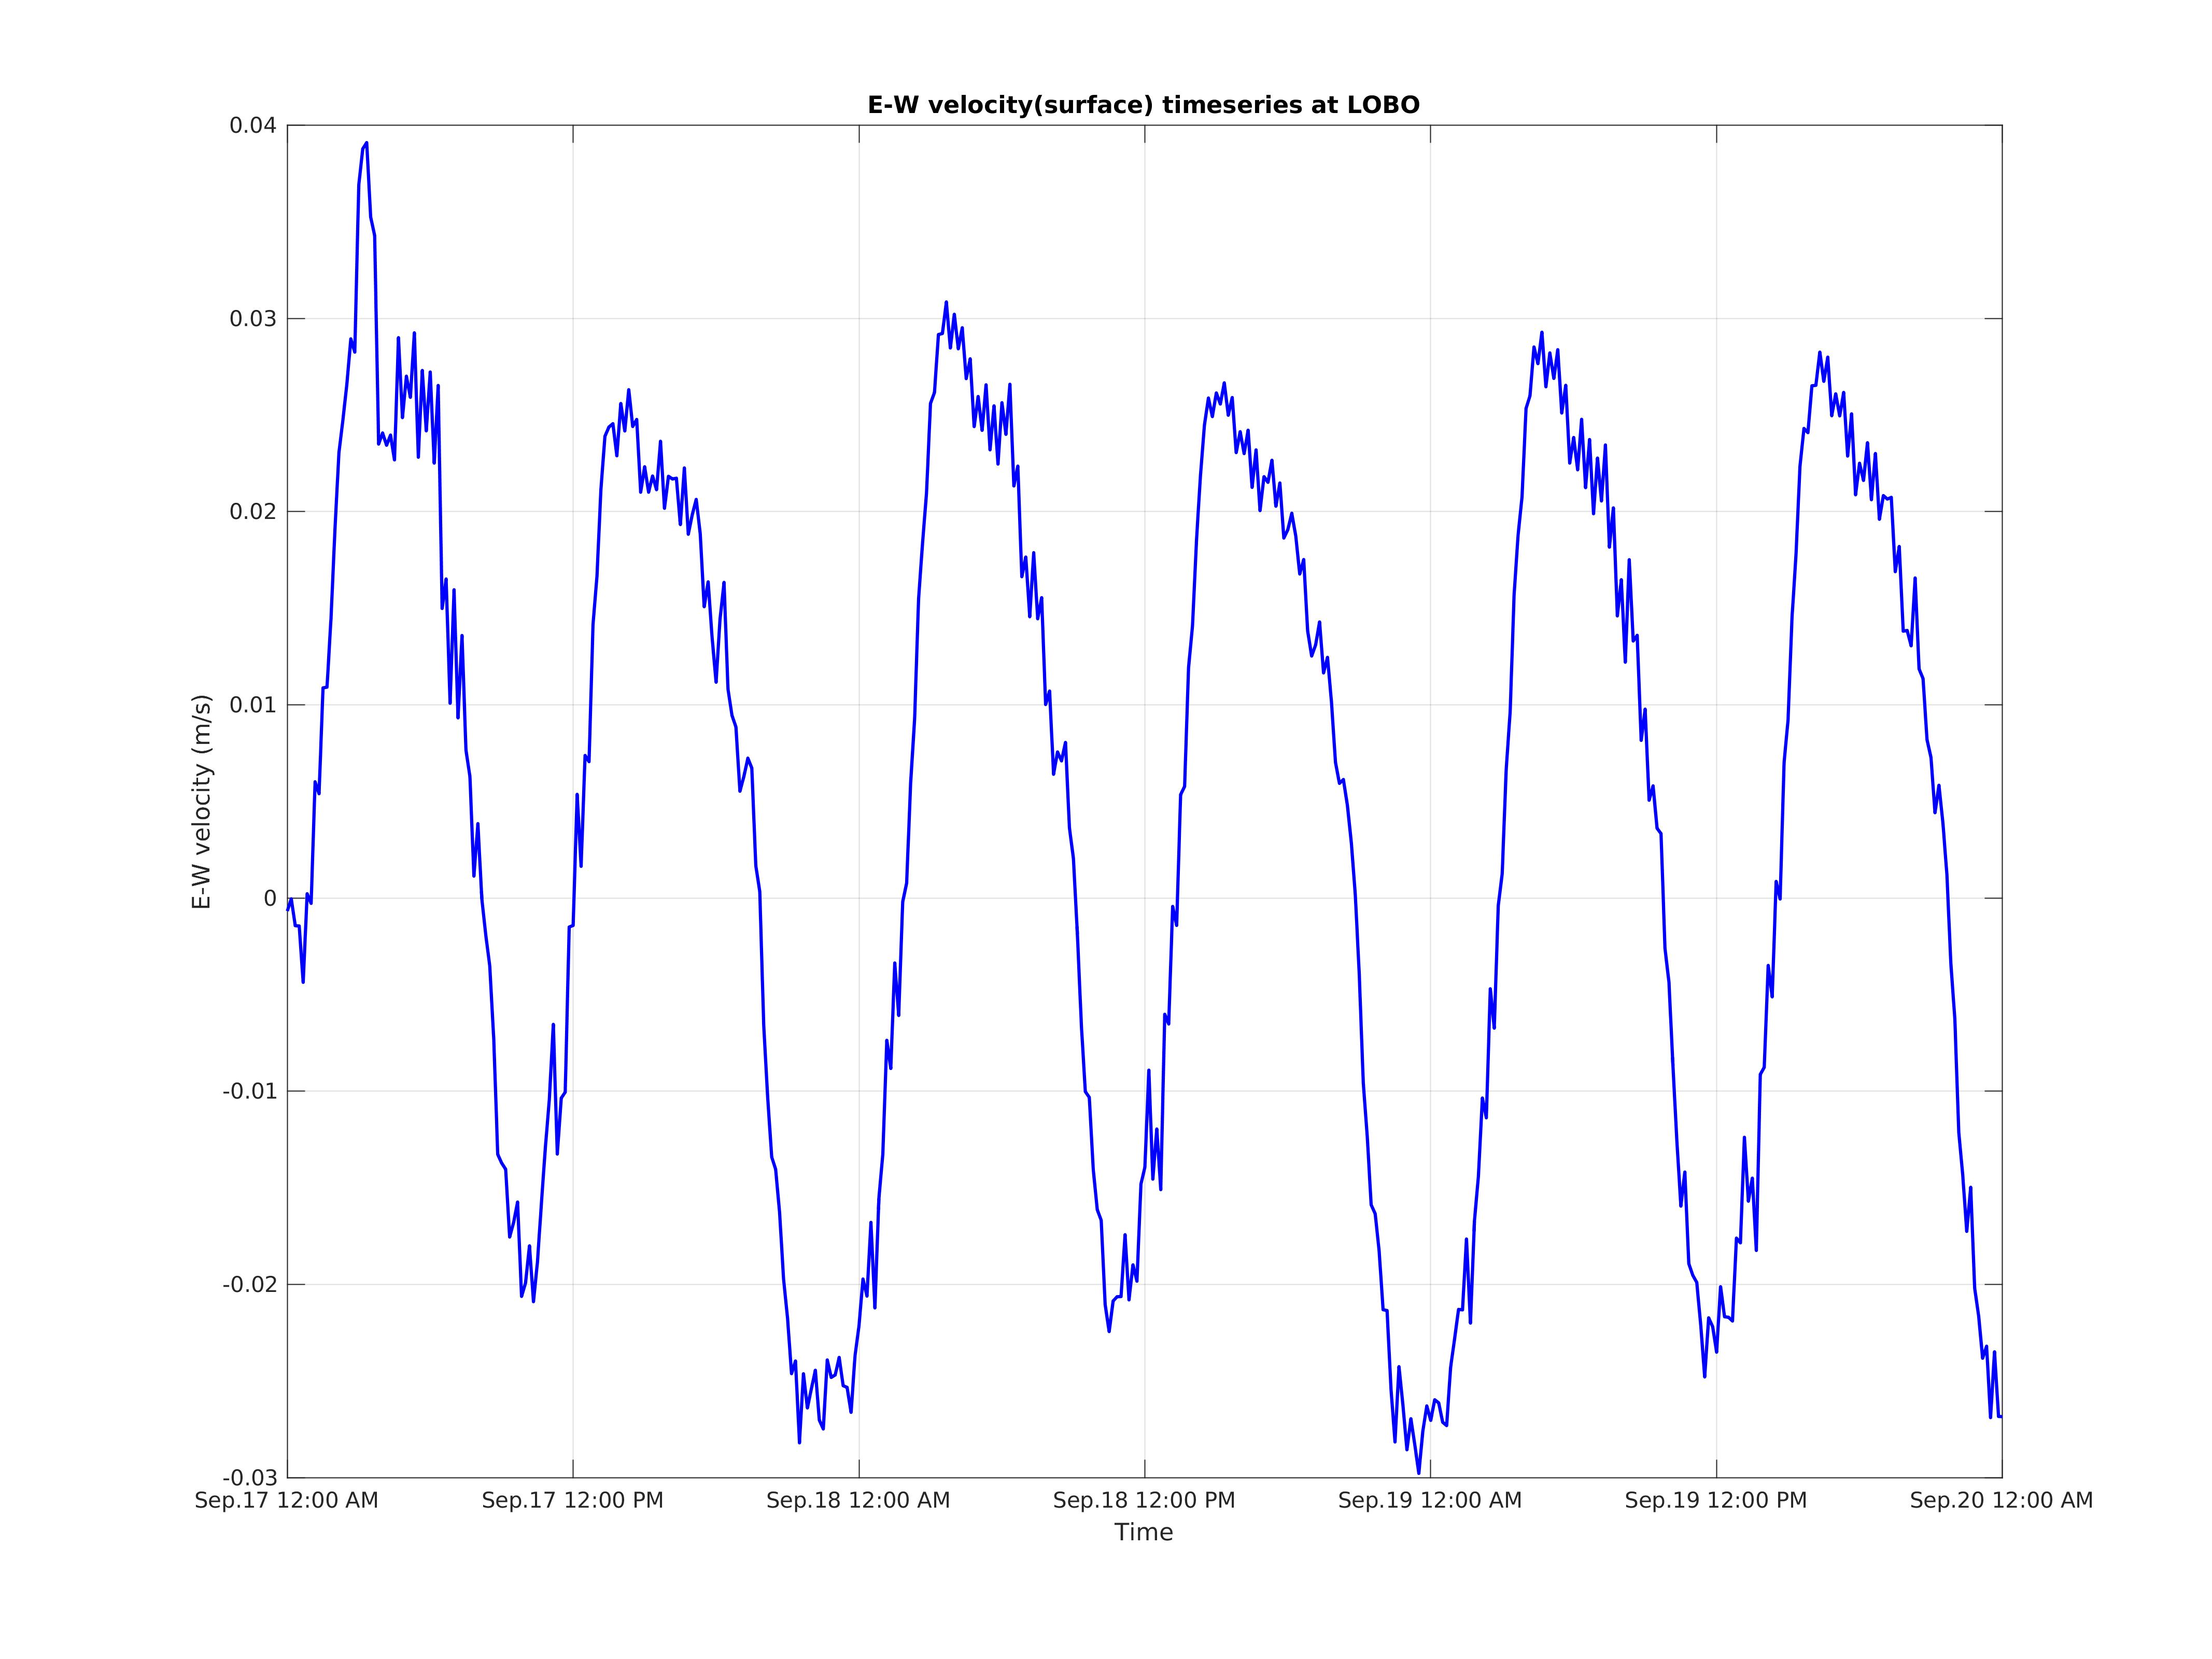 E-W velocity(surface) timeseries at LOBO
0.04
0.03
0.02
0.01
0
-0.01
-0.02
-0.03
E-W velocity (m/s)
Sep.17 12:00 AM Sep.17 12:00 PM Sep.18 12:00 AM Sep.18 12:00 PM Sep.19 12:00 AM Sep.19 12:00 PM Sep.20 12:00 AM
Time